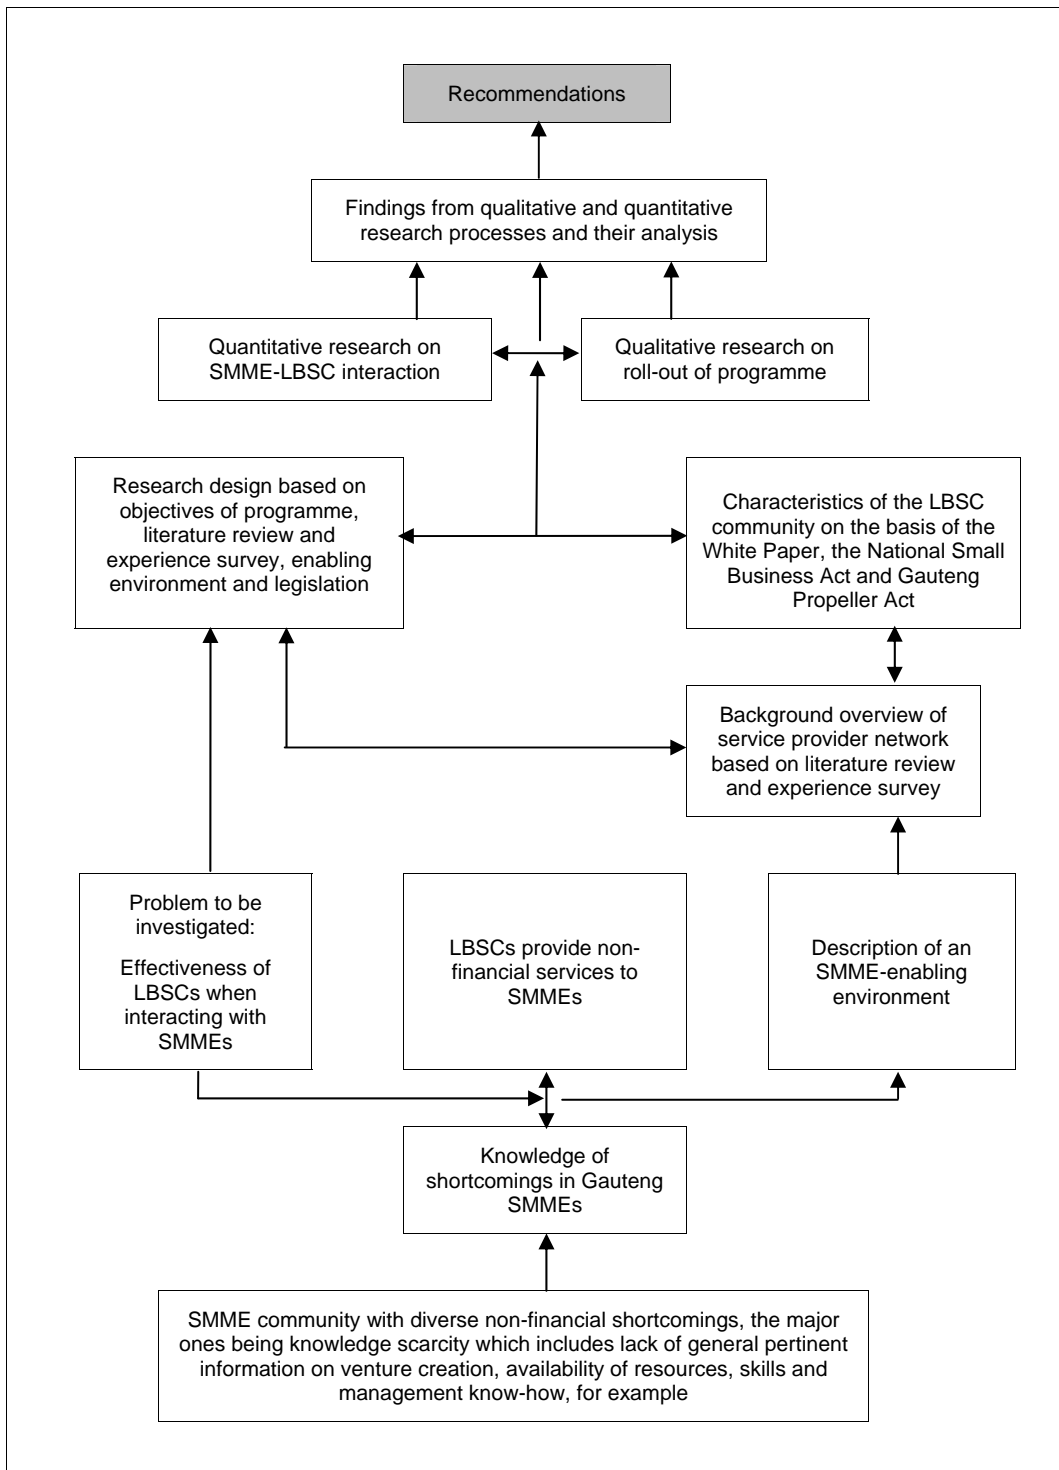 Recommendations
Findings from qualitative and quantitative
research processes and their analysis
Quantitative research on
SMME-LBSC interaction
Qualitative research on
roll-out of programme
Research design based on
objectives of programme,
literature review and
experience survey, enabling
environment and legislation
Characteristics of the LBSC
community on the basis of the
White Paper, the National Small
Business Act and Gauteng
Propeller Act
Background overview of
service provider network
based on literature review
and experience survey
Problem to be
investigated:
Effectiveness of
LBSCs when
interacting with
SMMEs
LBSCs provide non-
financial services to
SMMEs
Description of an
SMME-enabling
environment
Knowledge of
shortcomings in Gauteng
SMMEs
SMME community with diverse non-financial shortcomings, the major
ones being knowledge scarcity which includes lack of general pertinent
information on venture creation, availability of resources, skills and
management know-how, for example